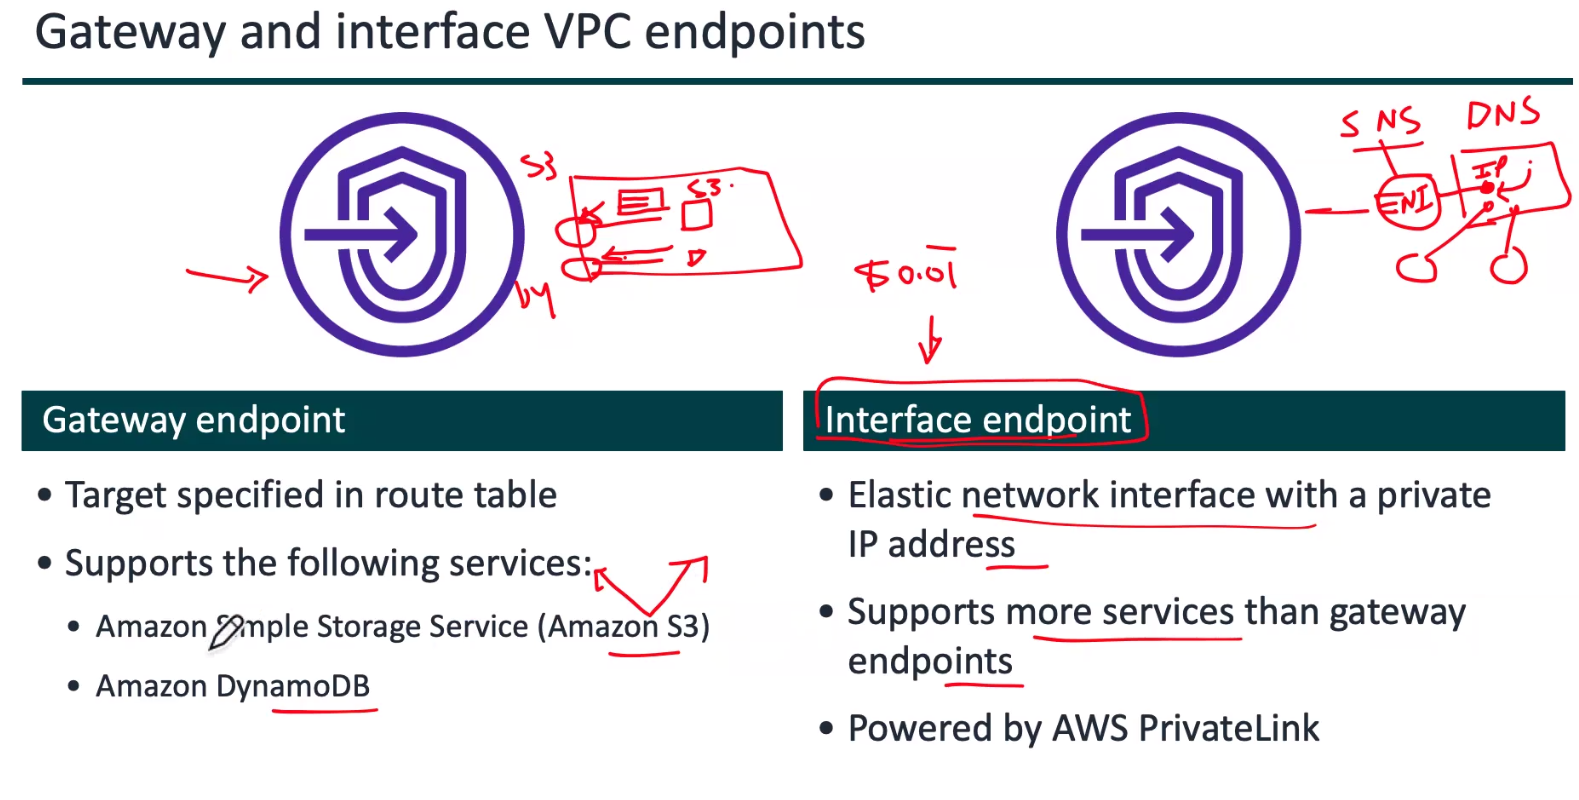 Gateway and interface VPC endpoints
S3
S3.
Dy
D
$0.01
SNS
DNS
IP
ENI
Gateway endpoint
• Target specified in route table
• Supports the following services:
• Amazon Simple Storage Service (Amazon S3)
• Amazon DynamoDB
Interface endpoint
• Elastic network interface with a private
IP address
• Supports more services than gateway
endpoints
• Powered by AWS PrivateLink